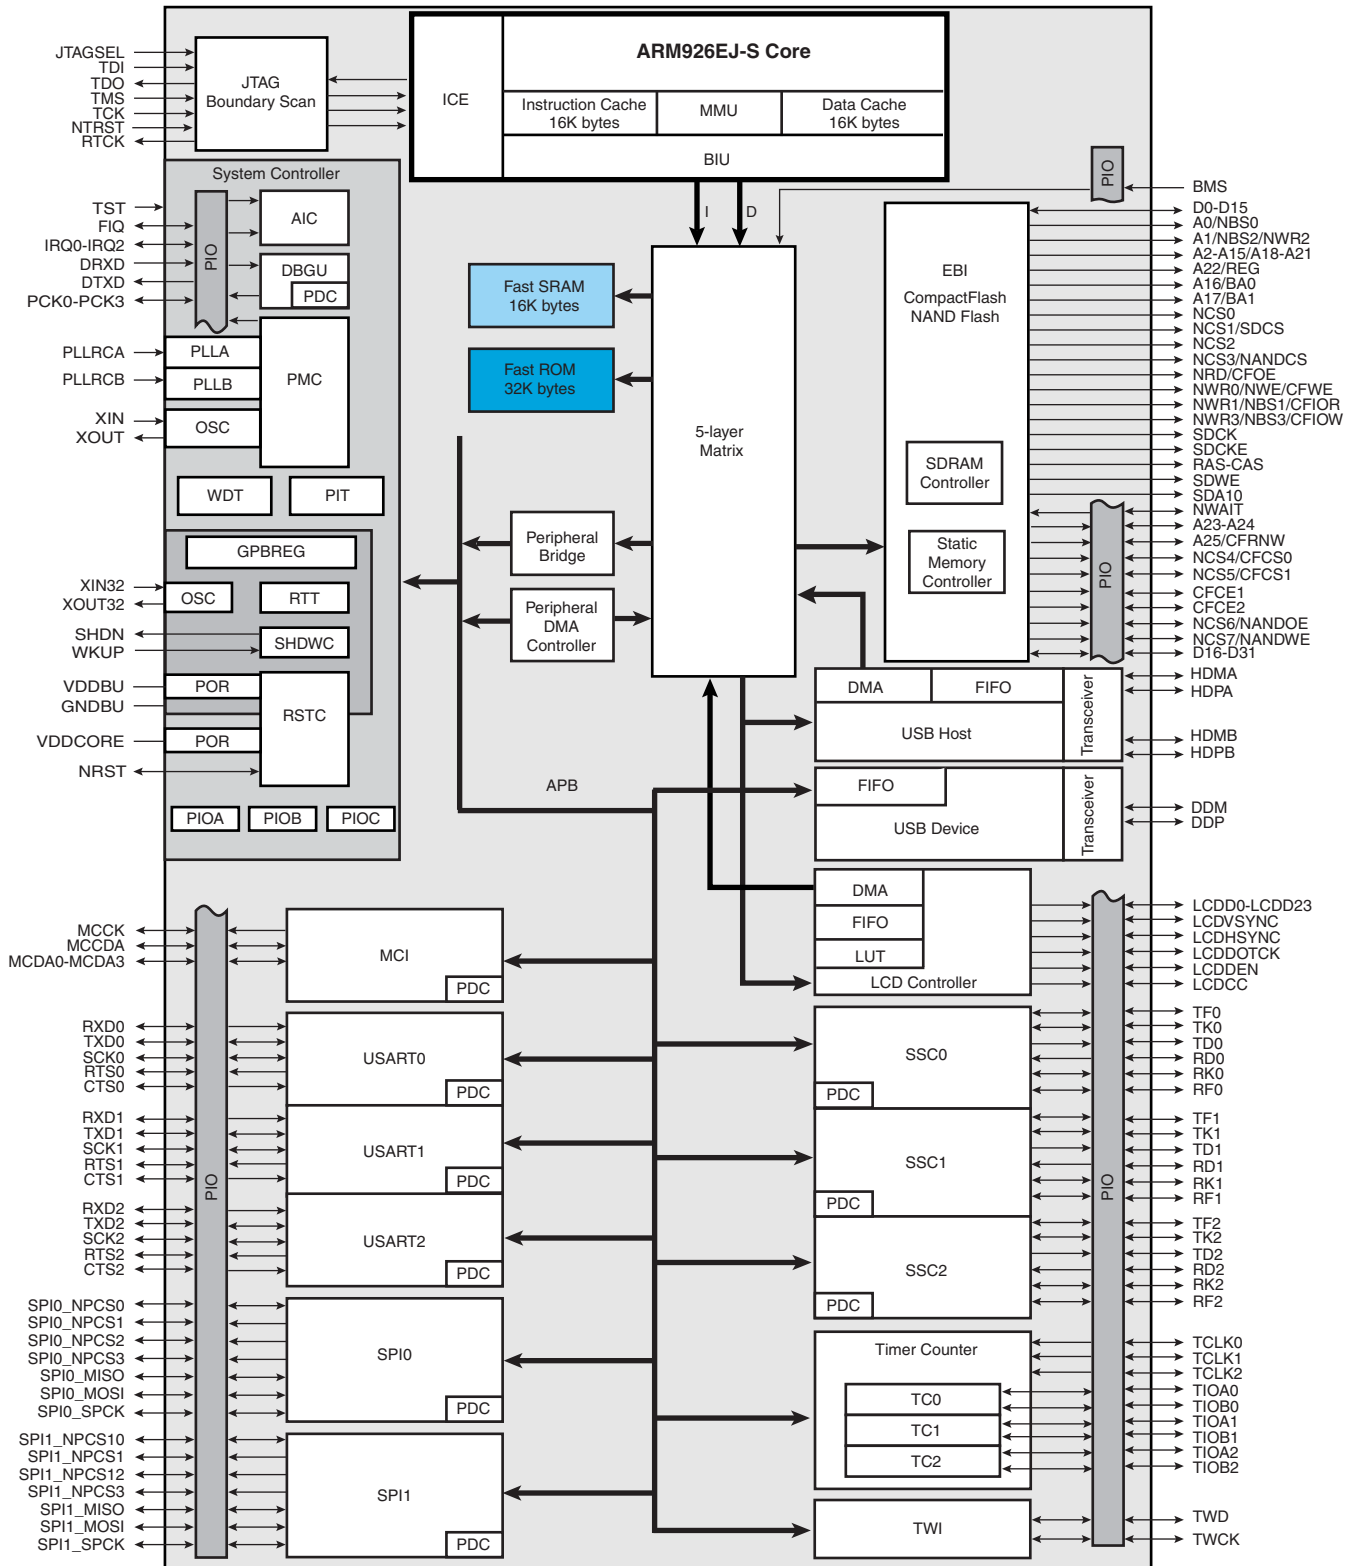 ARM926EJ-S Core
ICE
Instruction Cache
16K bytes
MMU
Data Cache
16K bytes
BIU
I
D
JTAGSEL
TDI
TDO
TMS
TCK
NTRST
RTCK
JTAG
Boundary Scan
System Controller
TST
FIQ
IRQ0-IRQ2
DRXD
DTXD
PCK0-PCK3
PIO
AIC
DBGU
PDC
PLLRCA
PLLRCB
XIN
XOUT
PLLA
PLLB
OSC
PMC
WDT
PIT
GPBREG
XIN32
XOUT32
OSC
RTT
SHDN
WKUP
SHDWC
VDDBU
GNDBU
POR
RSTC
VDDCORE
POR
NRST
PIOA
PIOB
PIOC
Fast SRAM
16K bytes
Fast ROM
32K bytes
5-layer
Matrix
Peripheral
Bridge
Peripheral
DMA
Controller
APB
PIO
BMS
EBI
CompactFlash
NAND Flash
SDRAM
Controller
Static
Memory
Controller
D0-D15
A0/NBS0
A1/NBS2/NWR2
A2-A15/A18-A21
A22/REG
A16/BA0
A17/BA1
NCS0
NCS1/SDCS
NCS2
NCS3/NANDCS
NRD/CFOE
NWR0/NWE/CFWE
NWR1/NBS1/CFIOR
NWR3/NBS3/CFIOW
SDCK
SDCKE
RAS-CAS
SDWE
SDA10
PIO
NWAIT
A23-A24
A25/CFRNW
NCS4/CFCS0
NCS5/CFCS1
CFCE1
CFCE2
NCS6/NANDOE
NCS7/NANDWE
D16-D31
DMA
FIFO
USB Host
Transceiver
HDMA
HDPA
HDMB
HDPB
FIFO
USB Device
Transceiver
DDM
DDP
DMA
FIFO
LUT
LCD Controller
LCDD0-LCDD23
LCDVSYNC
LCDHSYNC
LCDDOTCK
LCDDEN
LCDCC
PIO
MCCK
MCCDA
MCDA0-MCDA3
PIO
MCI
PDC
RXD0
TXD0
SCK0
RTS0
CTS0
USART0
PDC
RXD1
TXD1
SCK1
RTS1
CTS1
USART1
PDC
RXD2
TXD2
SCK2
RTS2
CTS2
USART2
PDC
SPI0_NPCS0
SPI0_NPCS1
SPI0_NPCS2
SPI0_NPCS3
SPI0_MISO
SPI0_MOSI
SPI0_SPCK
SPI0
PDC
SPI1_NPCS10
SPI1_NPCS1
SPI1_NPCS12
SPI1_NPCS3
SPI1_MISO
SPI1_MOSI
SPI1_SPCK
SPI1
PDC
SSC0
PDC
TF0
TK0
TD0
RD0
RK0
RF0
SSC1
PDC
TF1
TK1
TD1
RD1
RK1
RF1
SSC2
PDC
TF2
TK2
TD2
RD2
RK2
RF2
Timer Counter
TC0
TC1
TC2
TCLK0
TCLK1
TCLK2
TIOA0
TIOB0
TIOA1
TIOB1
TIOA2
TIOB2
TWI
TWD
TWCK